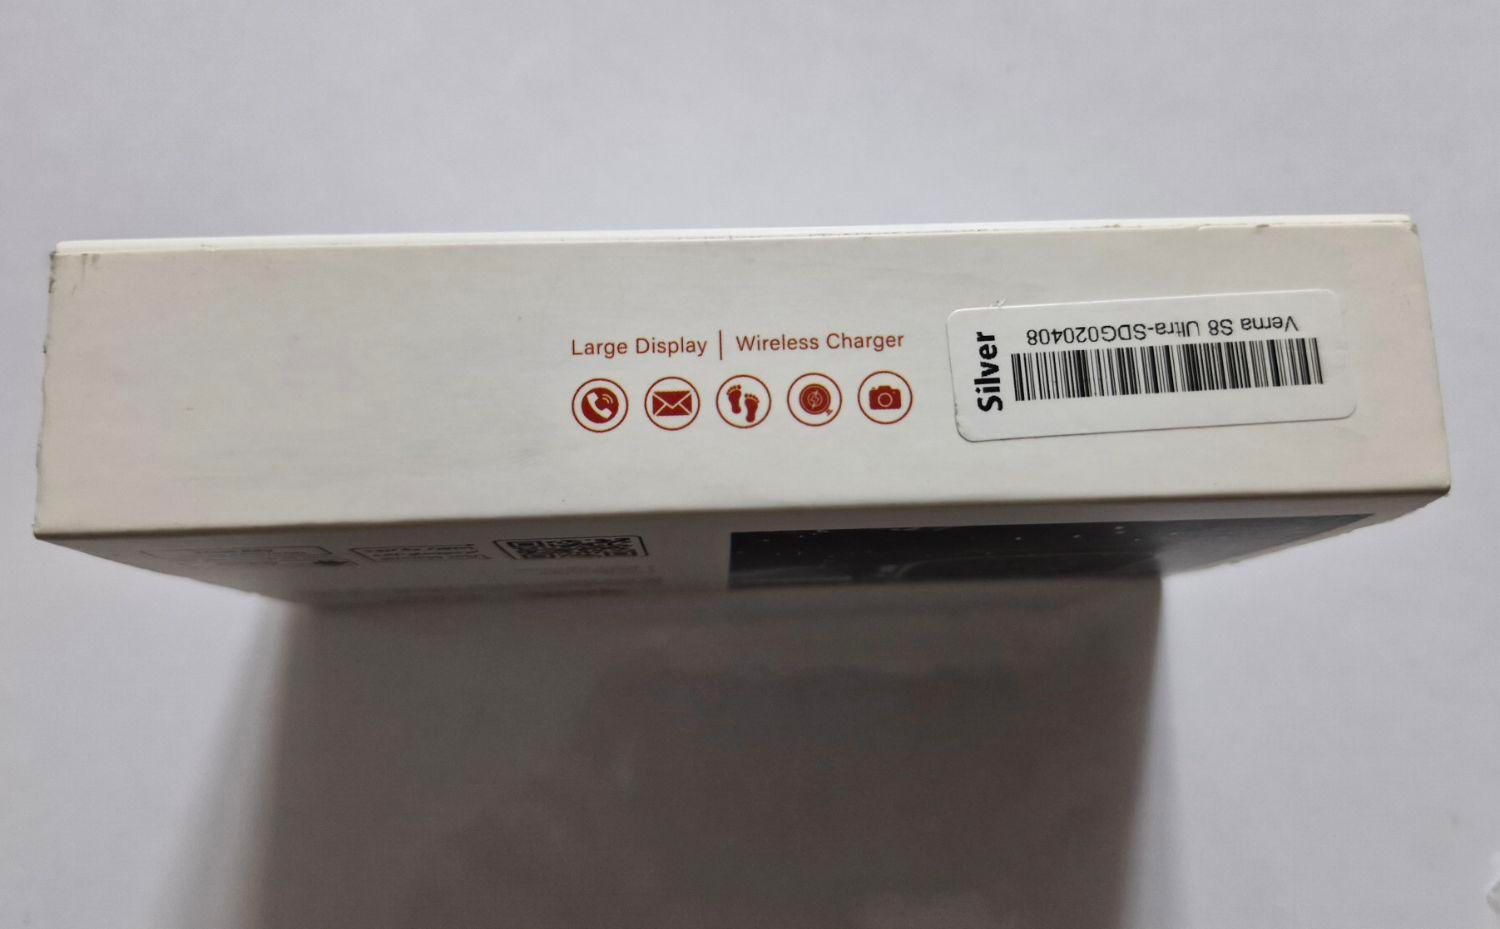 Large Display | Wireless Charger
Silver
Verna S8 Ultra-SDG020408